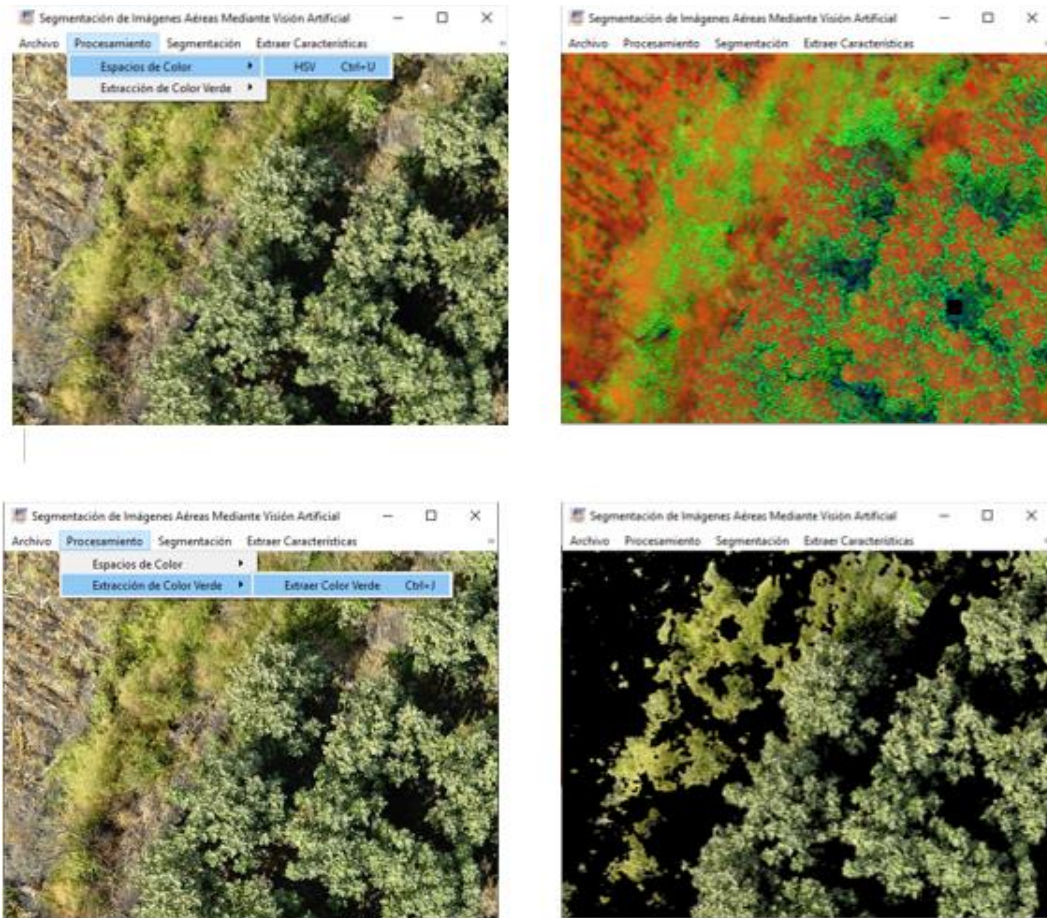 Segmentación de Imágenes Aéreas Mediante Visión Artificial
Archivo Procesamiento Segmentación Extraer Características
Espacios de Color HSV Ctrl+U
Extracción de Color Verde
Segmentación de Imágenes Aéreas Mediante Visión Artificial
Archivo Procesamiento Segmentación Extraer Características
Segmentación de Imágenes Aéreas Mediante Visión Artificial
Archivo Procesamiento Segmentación Extraer Características
Espacios de Color
Extracción de Color Verde Extraer Color Verde Ctrl+J
Segmentación de Imágenes Aéreas Mediante Visión Artificial
Archivo Procesamiento Segmentación Extraer Características